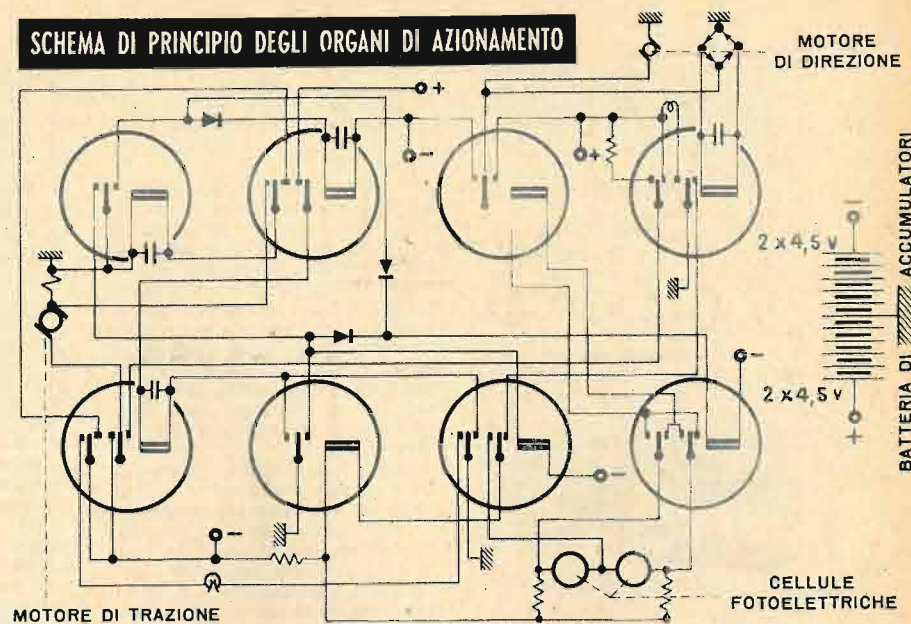 SCHEMA DI PRINCIPIO DEGLI ORGANI DI AZIONAMENTO
MOTORE
DI DIREZIONE
+
-
+
-
2 x 4,5 v
BATTERIA DI ACCUMULATORI
2 x 4,5 v
+
-
-
-
CELLULE
FOTOELETTRICHE
MOTORE DI TRAZIONE